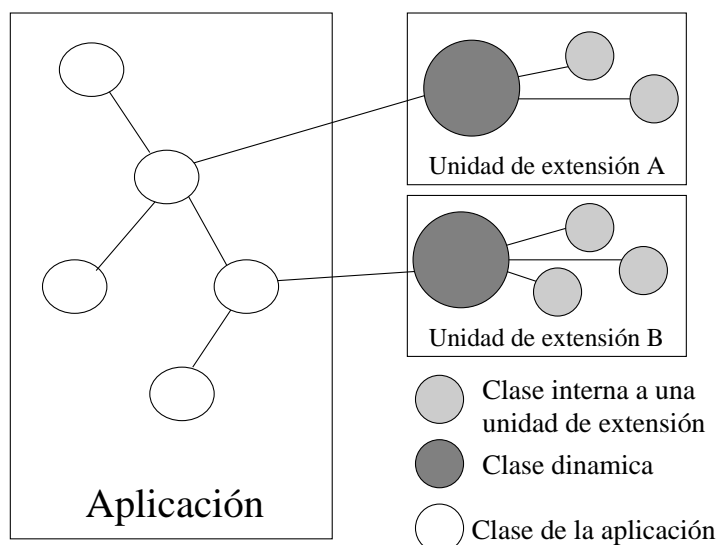 Unidad de extensión A
Unidad de extensión B
Clase interna a una
unidad de extensión
Clase dinamica
Clase de la aplicación
Aplicación